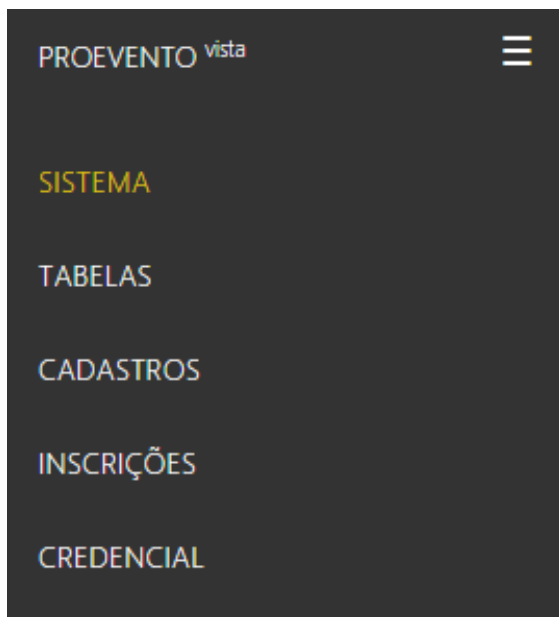 PROEVENTO vista
SISTEMA
TABELAS
CADASTROS
INSCRIÇÕES
CREDENCIAL